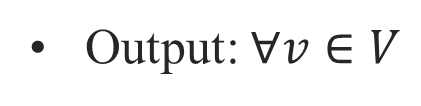 • Output: ∀𝑣 ∈ 𝑉